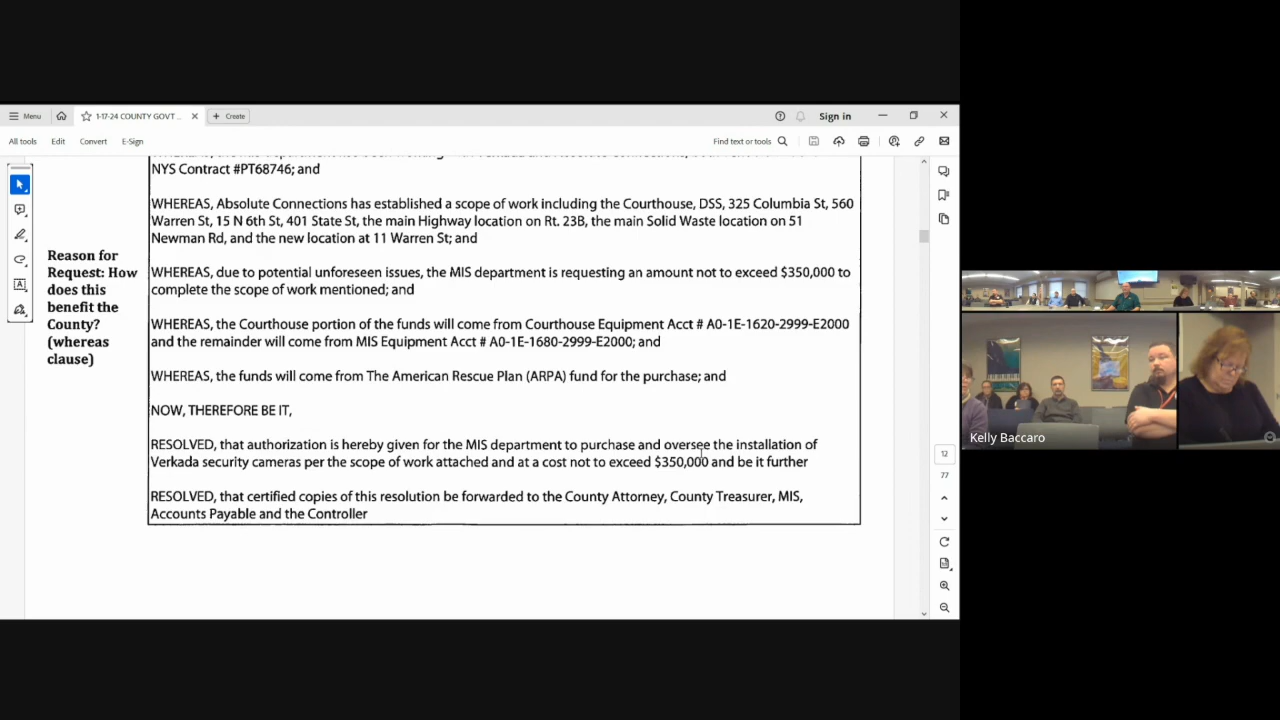 Menu
1-17-24 COUNTY GOVT ...
Create
Sign in
All tools
Edit
Convert
E-Sign
Find text or tools
NYS Contract #PT68746; and
WHEREAS, Absolute Connections has established a scope of work including the Courthouse, DSS, 325 Columbia St, 560
Warren St, 15 N 6th St, 401 State St, the main Highway location on Rt. 23B, the main Solid Waste location on 51
Newman Rd, and the new location at 11 Warren St; and
Reason for
Request: How
does this
benefit the
County?
(whereas
clause)
WHEREAS, due to potential unforeseen issues, the MIS department is requesting an amount not to exceed $350,000 to
complete the scope of work mentioned; and
WHEREAS, the Courthouse portion of the funds will come from Courthouse Equipment Acct # A0-1E-1620-2999-E2000
and the remainder will come from MIS Equipment Acct # A0-1E-1680-2999-E2000; and
WHEREAS, the funds will come from The American Rescue Plan (ARPA) fund for the purchase; and
NOW, THEREFORE BE IT,
RESOLVED, that authorization is hereby given for the MIS department to purchase and oversee the installation of
Verkada security cameras per the scope of work attached and at a cost not to exceed $350,000 and be it further
RESOLVED, that certified copies of this resolution be forwarded to the County Attorney, County Treasurer, MIS,
Accounts Payable and the Controller
12
77
Kelly Baccaro